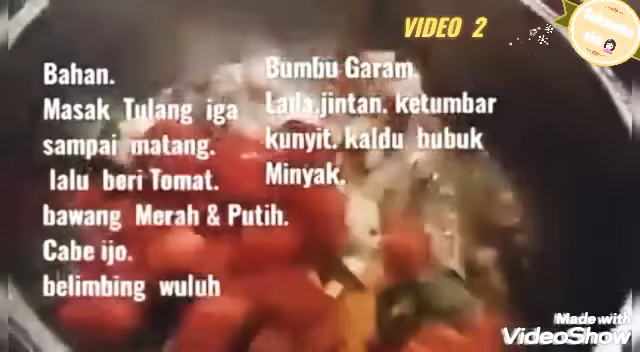 VIDEO 2
Bahan.
Masak Tulang iga
sampai matang.
lalu beri Tomat.
bawang Merah & Putih.
Cabe ijo.
belimbing wuluh
Bumbu Garam.
Lada,jintan. ketumbar
kunyit. kaldu bubuk
Minyak.
Made with
VideoShow